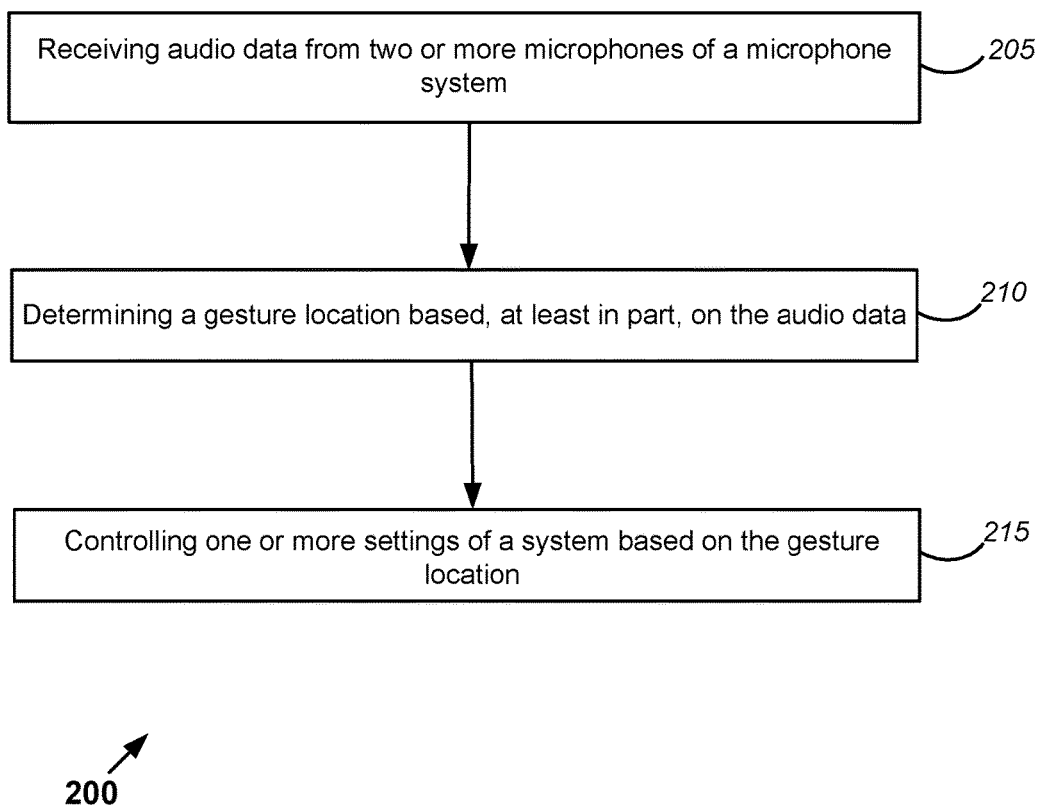 Receiving audio data from two or more microphones of a microphone
system
205
Determining a gesture location based, at least in part, on the audio data
210
Controlling one or more settings of a system based on the gesture
location
215
200